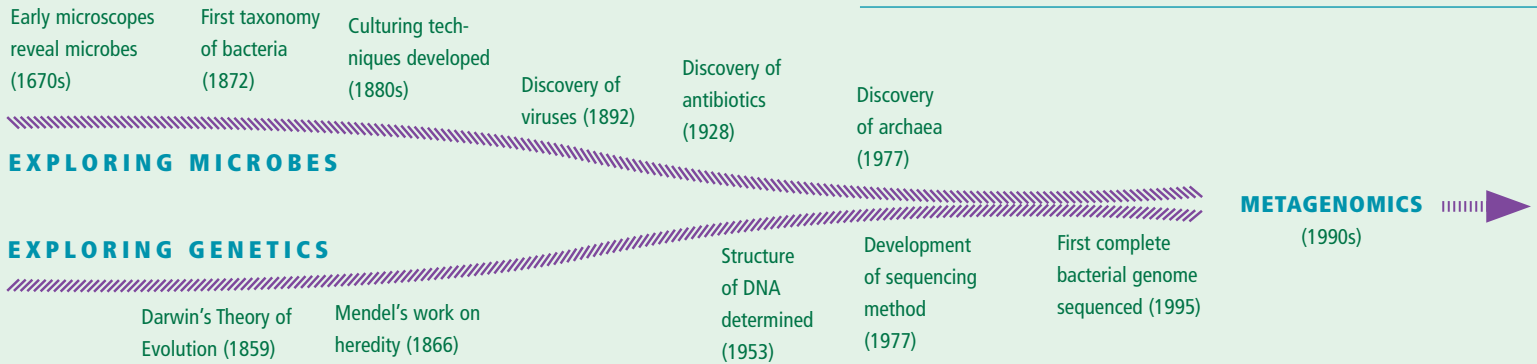 Early microscopes
reveal microbes
(1670s)
First taxonomy
of bacteria
(1872)
Culturing tech-
niques developed
(1880s)
Discovery of
viruses (1892)
Discovery of
antibiotics
(1928)
Discovery
of archaea
(1977)
EXPLORING MICROBES
METAGENOMICS
(1990s)
EXPLORING GENETICS
Darwin's Theory of
Evolution (1859)
Mendel's work on
heredity (1866)
Structure
of DNA
determined
(1953)
Development
of sequencing
method
(1977)
First complete
bacterial genome
sequenced (1995)